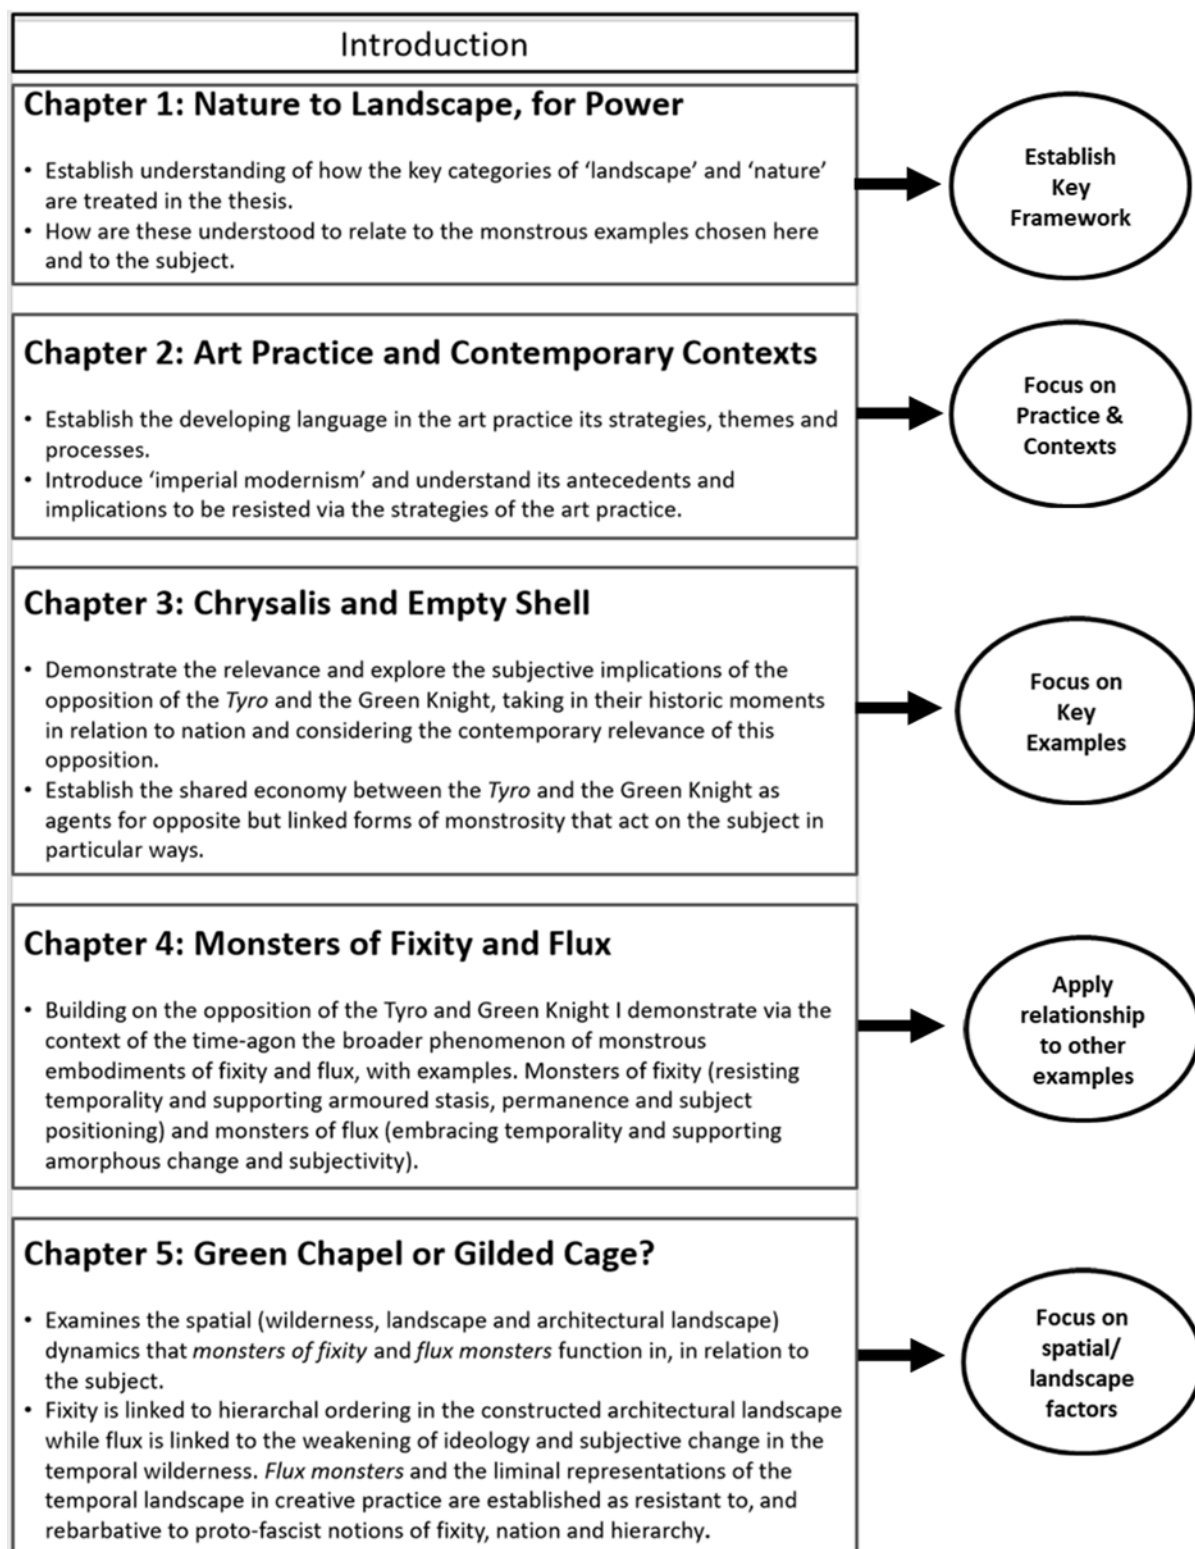 Introduction
Chapter 1: Nature to Landscape, for Power
• Establish understanding of how the key categories of ‘landscape’ and ‘nature’
are treated in the thesis.
• How are these understood to relate to the monstrous examples chosen here
and to the subject.
Establish
Key
Framework
Chapter 2: Art Practice and Contemporary Contexts
• Establish the developing language in the art practice its strategies, themes and
processes.
• Introduce ‘imperial modernism’ and understand its antecedents and
implications to be resisted via the strategies of the art practice.
Focus on
Practice &
Contexts
Chapter 3: Chrysalis and Empty Shell
• Demonstrate the relevance and explore the subjective implications of the
opposition of the Tyro and the Green Knight, taking in their historic moments
in relation to nation and considering the contemporary relevance of this
opposition.
• Establish the shared economy between the Tyro and the Green Knight as
agents for opposite but linked forms of monstrosity that act on the subject in
particular ways.
Focus on
Key
Examples
Chapter 4: Monsters of Fixity and Flux
• Building on the opposition of the Tyro and Green Knight I demonstrate via the
context of the time-agon the broader phenomenon of monstrous
embodiments of fixity and flux, with examples. Monsters of fixity (resisting
temporality and supporting armoured stasis, permanence and subject
positioning) and monsters of flux (embracing temporality and supporting
amorphous change and subjectivity).
Apply
relationship
to other
examples
Chapter 5: Green Chapel or Gilded Cage?
• Examines the spatial (wilderness, landscape and architectural landscape)
dynamics that monsters of fixity and flux monsters function in, in relation to
the subject.
• Fixity is linked to hierarchal ordering in the constructed architectural landscape
while flux is linked to the weakening of ideology and subjective change in the
temporal wilderness. Flux monsters and the liminal representations of the
temporal landscape in creative practice are established as resistant to, and
rebarbative to proto-fascist notions of fixity, nation and hierarchy.
Focus on
spatial/
landscape
factors